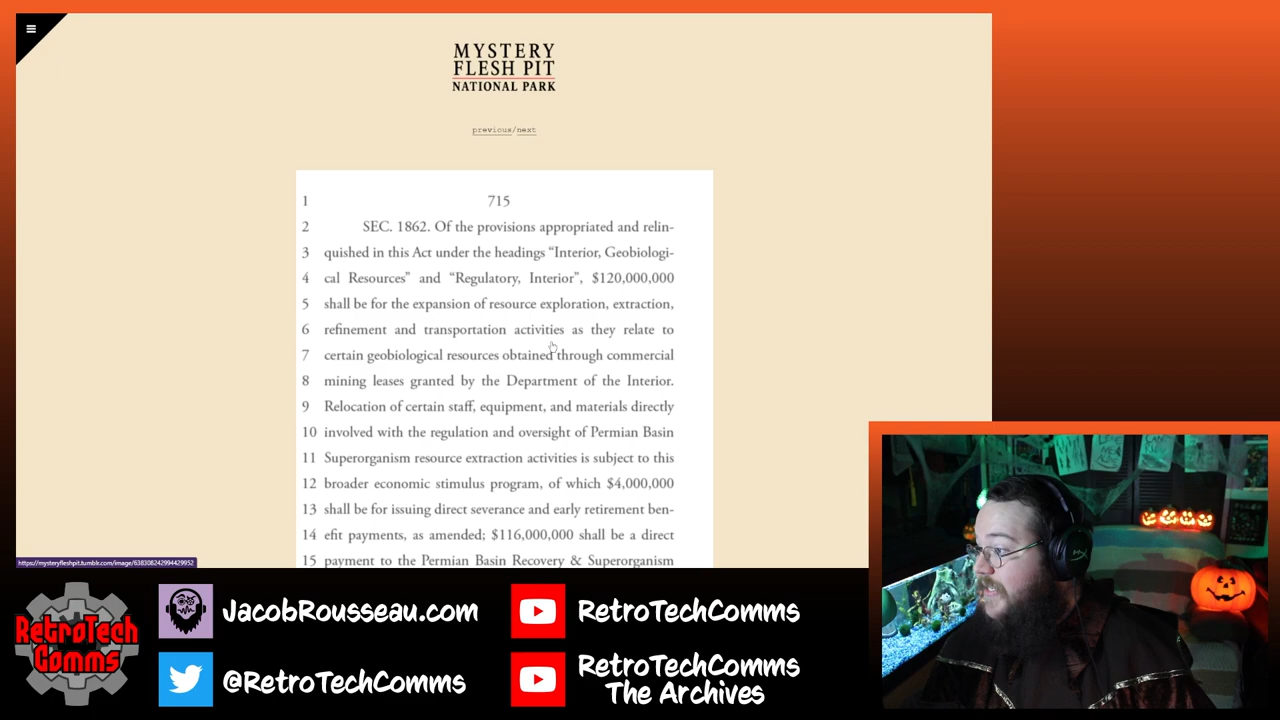 MYSTERY
FLESH PIT
NATIONAL PARK
previous/next
1 715
2 SEC. 1862. Of the provisions appropriated and relin-
3 quished in this Act under the headings “Interior, Geobiologi-
4 cal Resources” and “Regulatory, Interior”, $120,000,000
5 shall be for the expansion of resource exploration, extraction,
6 refinement and transportation activities as they relate to
7 certain geobiological resources obtained through commercial
8 mining leases granted by the Department of the Interior.
9 Relocation of certain staff, equipment, and materials directly
10 involved with the regulation and oversight of Permian Basin
11 Superorganism resource extraction activities is subject to this
12 broader economic stimulus program, of which $4,000,000
13 shall be for issuing direct severance and early retirement ben-
14 efit payments, as amended; $116,000,000 shall be a direct
15 payment to the Permian Basin Recovery & Superorganism
https://mysteryfleshpit.tumblr.com/image/638308242994429952
RetroTech
Comms
JacobRousseau.com
@RetroTechComms
RetroTechComms
RetroTechComms
The Archives